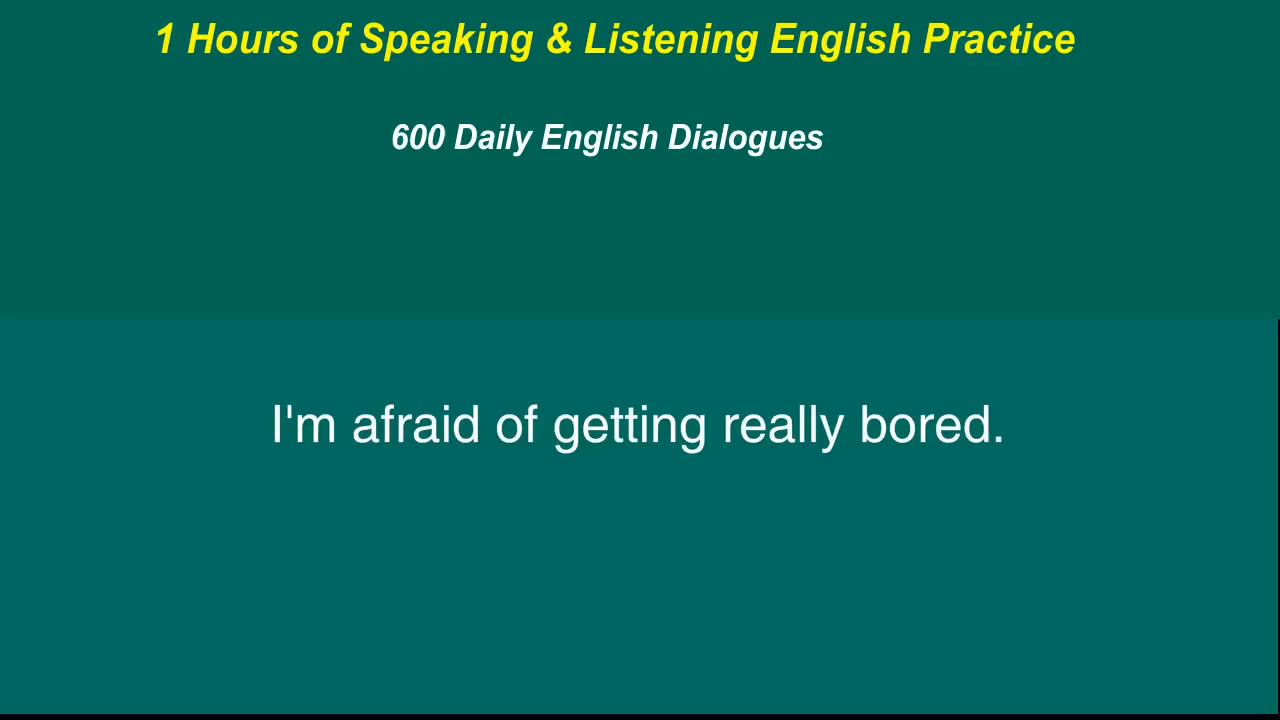 1 Hours of Speaking & Listening English Practice
600 Daily English Dialogues
I'm afraid of getting really bored.